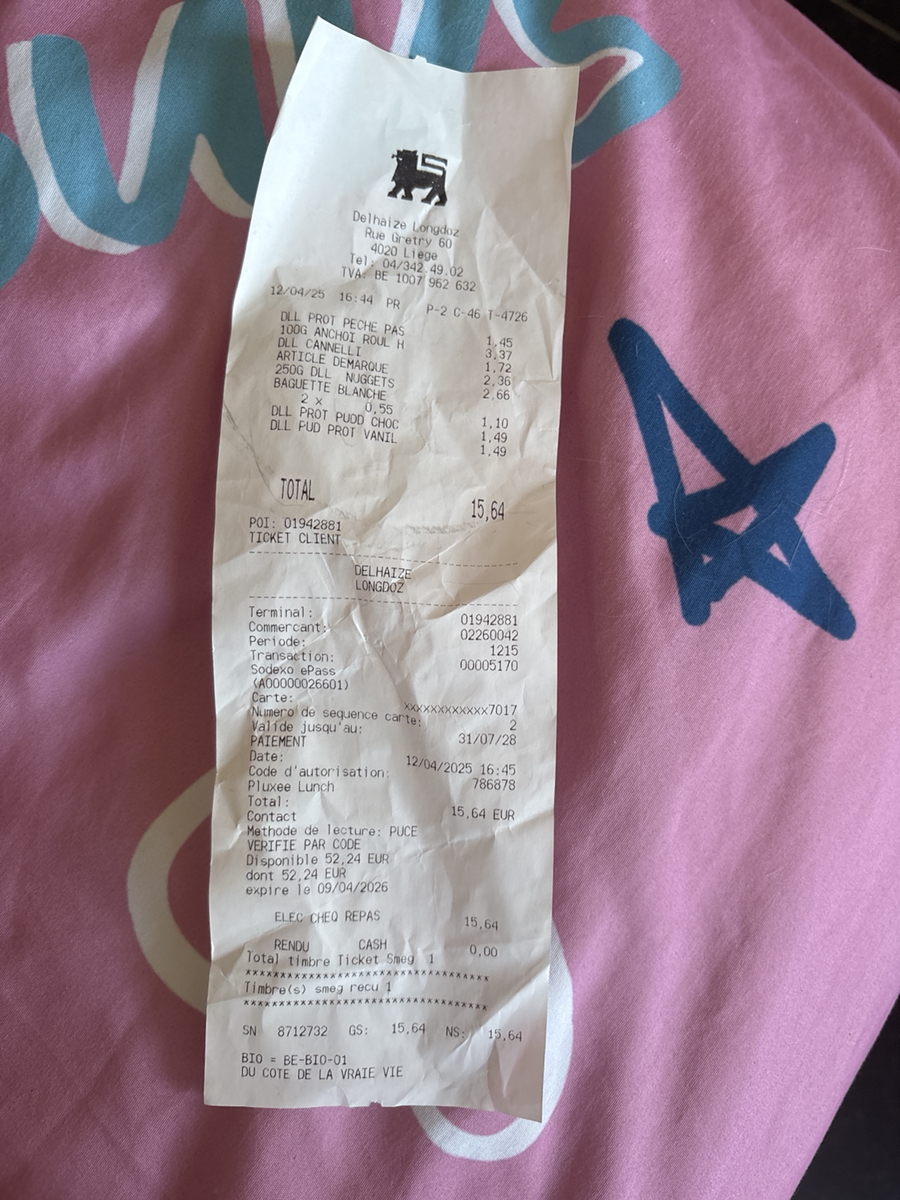 Delhaize Longdoz
Rue Gretry 60
4020 Liege
Tel: 04/342.49.02
TVA: BE 1007 962 632
12/04/25 16:44 PR P-2 C-46 T-4726
DLL PROT PECHE PAS 1,45
100G ANCHOI ROUL H 3,37
DLL CANNELLI 1,72
ARTICLE DEMARQUE 2,36
250G DLL NUGGETS 2,66
BAGUETTE BLANCHE
2 x 0,55 1,10
DLL PROT PUDD CHOC 1,49
DLL PUD PROT VANIL 1,49
TOTAL 15,64
POI: 01942881
TICKET CLIENT
DELHAIZE
LONGDOZ
Terminal: 01942881
Commercant: 02260042
Periode: 1215
Transaction: 00005170
Sodexo ePass
(A00000026601)
Carte: xxxxxxxxxxxx7017
Numero de sequence carte: 2
Valide jusqu'au: 31/07/28
PAIEMENT
Date: 12/04/2025 16:45
Code d'autorisation: 786878
Pluxee Lunch
Total: 15,64 EUR
Contact
Methode de lecture: PUCE
VERIFIE PAR CODE
Disponible 52,24 EUR
dont 52,24 EUR
expire le 09/04/2026
ELEC CHEQ REPAS 15,64
RENDU CASH 0,00
Total timbre Ticket Smeg 1
****************************************
Timbre(s) smeg recu 1
****************************************
SN 8712732 GS: 15,64 NS: 15,64
BIO = BE-BIO-01
DU COTE DE LA VRAIE VIE